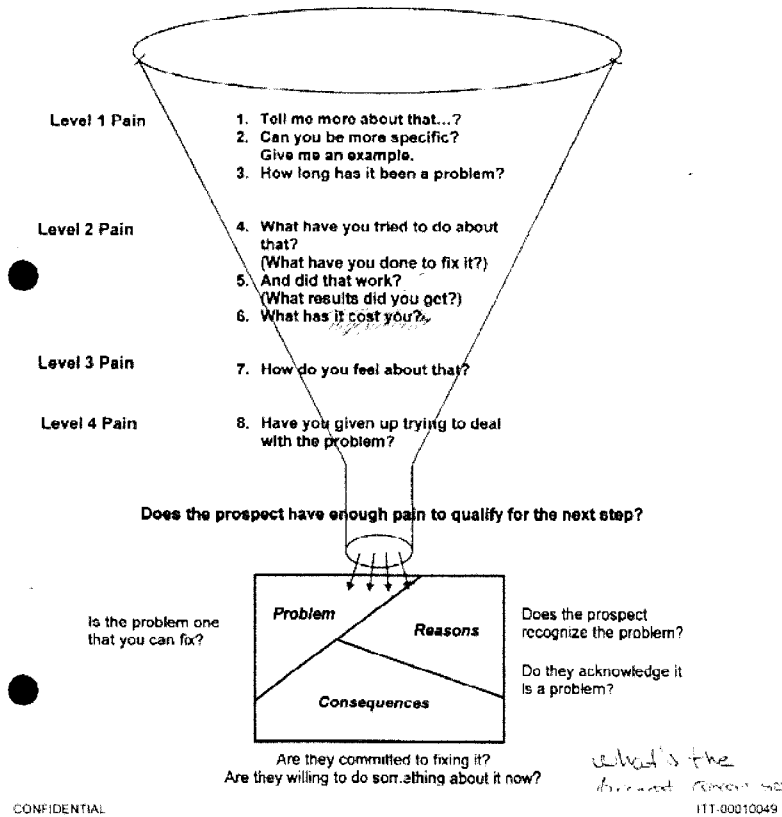 Level 1 Pain
1. Tell me more about that...?
2. Can you be more specific?
Give me an example.
3. How long has it been a problem?
Level 2 Pain
4. What have you tried to do about
that?
(What have you done to fix it?)
5. And did that work?
(What results did you get?)
6. What has it cost you?
Level 3 Pain
7. How do you feel about that?
Level 4 Pain
8. Have you given up trying to deal
with the problem?
Does the prospect have enough pain to qualify for the next step?
Is the problem one
that you can fix?
Problem
Reasons
Consequences
Does the prospect
recognize the problem?
Do they acknowledge it
is a problem?
Are they committed to fixing it?
Are they willing to do something about it now?
what's the
CONFIDENTIAL
ITT-00010049